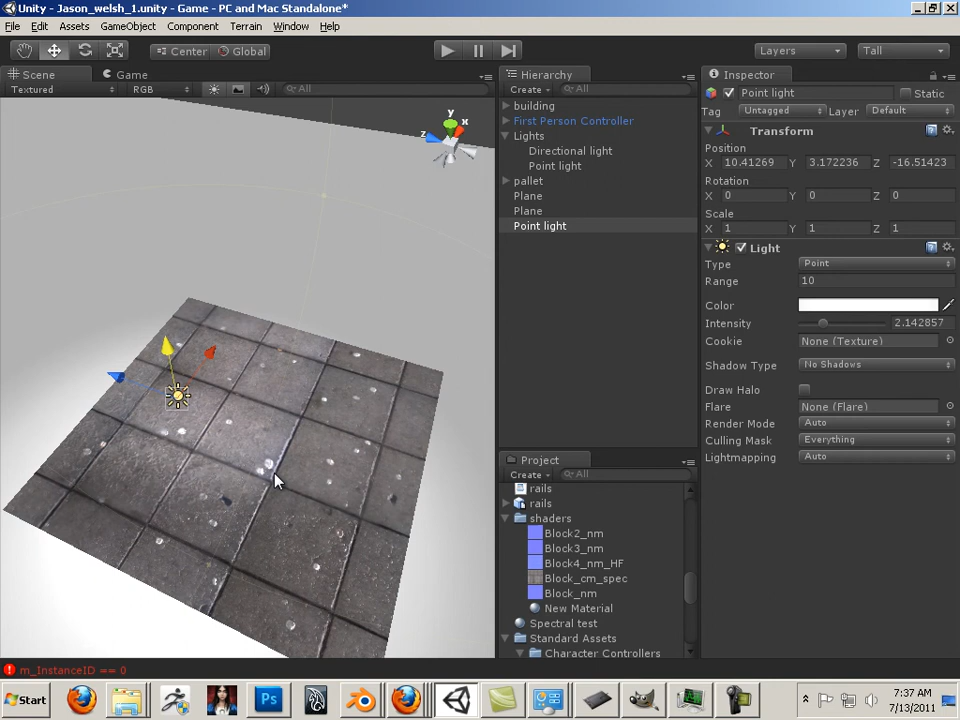 Unity - Jason_welsh_1.unity - Game - PC and Mac Standalone*
File Edit Assets GameObject Component Terrain Window Help
Center Global Layers Tall
Scene Game
Textured RGB All
y
x
z
Hierarchy
Create All
building
First Person Controller
Lights
Directional light
Point light
pallet
Plane
Plane
Point light
Project
Create All
rails
rails
shaders
Block2_nm
Block3_nm
Block4_nm_HF
Block_cm_spec
Block_nm
New Material
Spectral test
Standard Assets
Character Controllers
Inspector
Point light Static
Tag Untagged Layer Default
Transform
Position
X 10.41269 Y 3.172236 Z -16.51423
Rotation
X 0 Y 0 Z 0
Scale
X 1 Y 1 Z 1
Light
Type Point
Range 10
Color
Intensity 2.142857
Cookie None (Texture)
Shadow Type No Shadows
Draw Halo
Flare None (Flare)
Render Mode Auto
Culling Mask Everything
Lightmapping Auto
m_InstanceID == 0
Start Ps 7:37 AM
7/13/2011